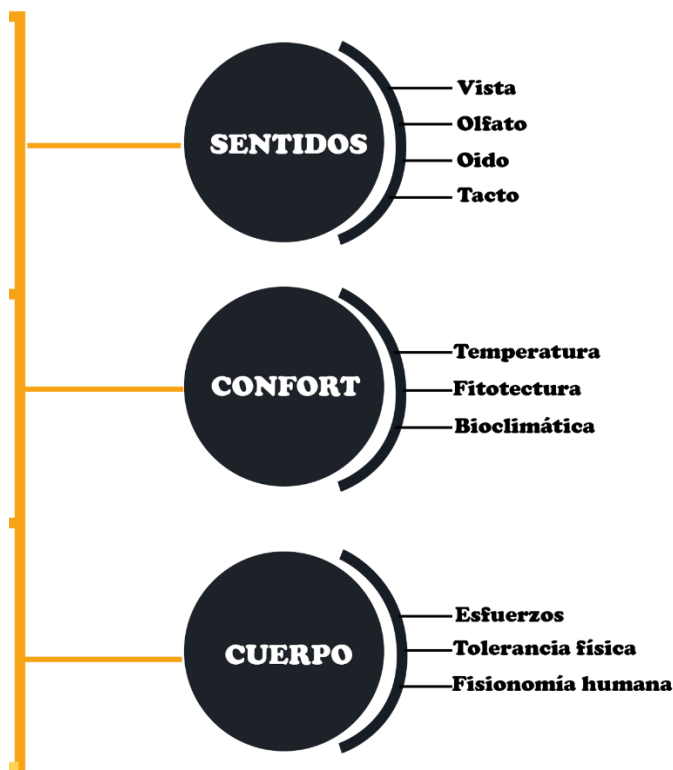 SENTIDOS
Vista
Olfato
Oido
Tacto
CONFORT
Temperatura
Fitotectura
Bioclimática
CUERPO
Esfuerzos
Tolerancia física
Fisionomía humana